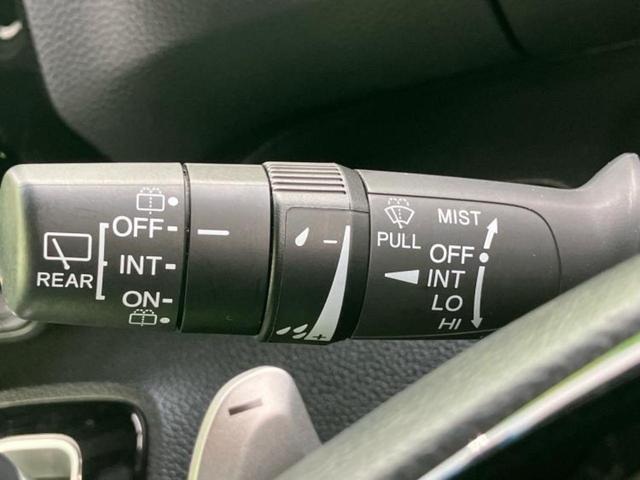 OFF
INT
ON
REAR
- 
+
PULL
MIST
OFF
INT
LO
HI